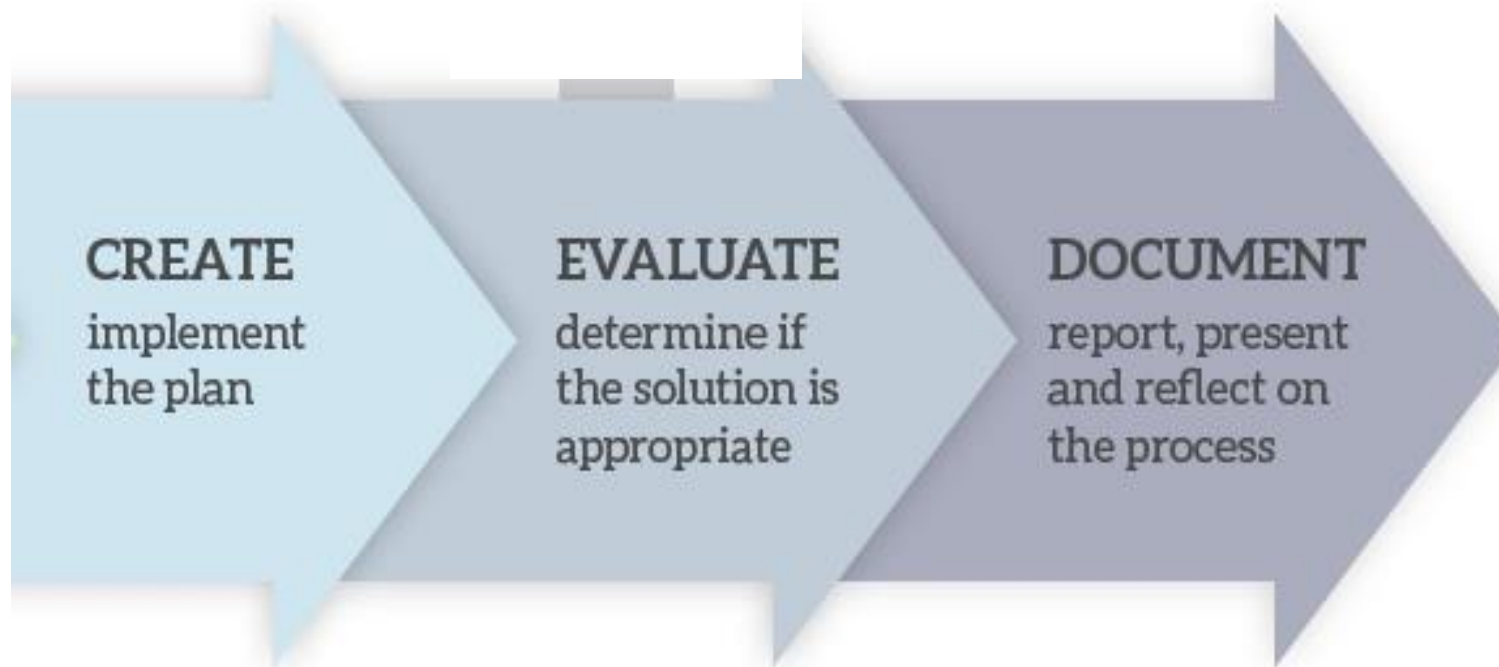 CREATE
implement
the plan
EVALUATE
determine if
the solution is
appropriate
DOCUMENT
report, present
and reflect on
the process